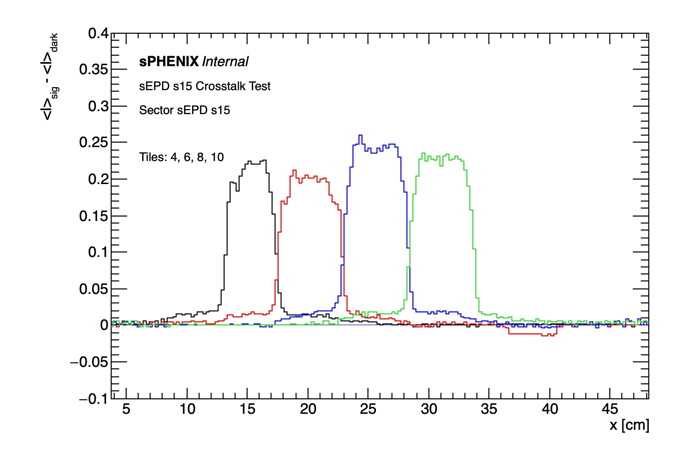 <I>sig - <I>dark
0.4
0.35
0.3
0.25
0.2
0.15
0.1
0.05
0
−0.05
−0.1
sPHENIX Internal
sEPD s15 Crosstalk Test
Sector sEPD s15
Tiles: 4, 6, 8, 10
5 10 15 20 25 30 35 40 45
x [cm]